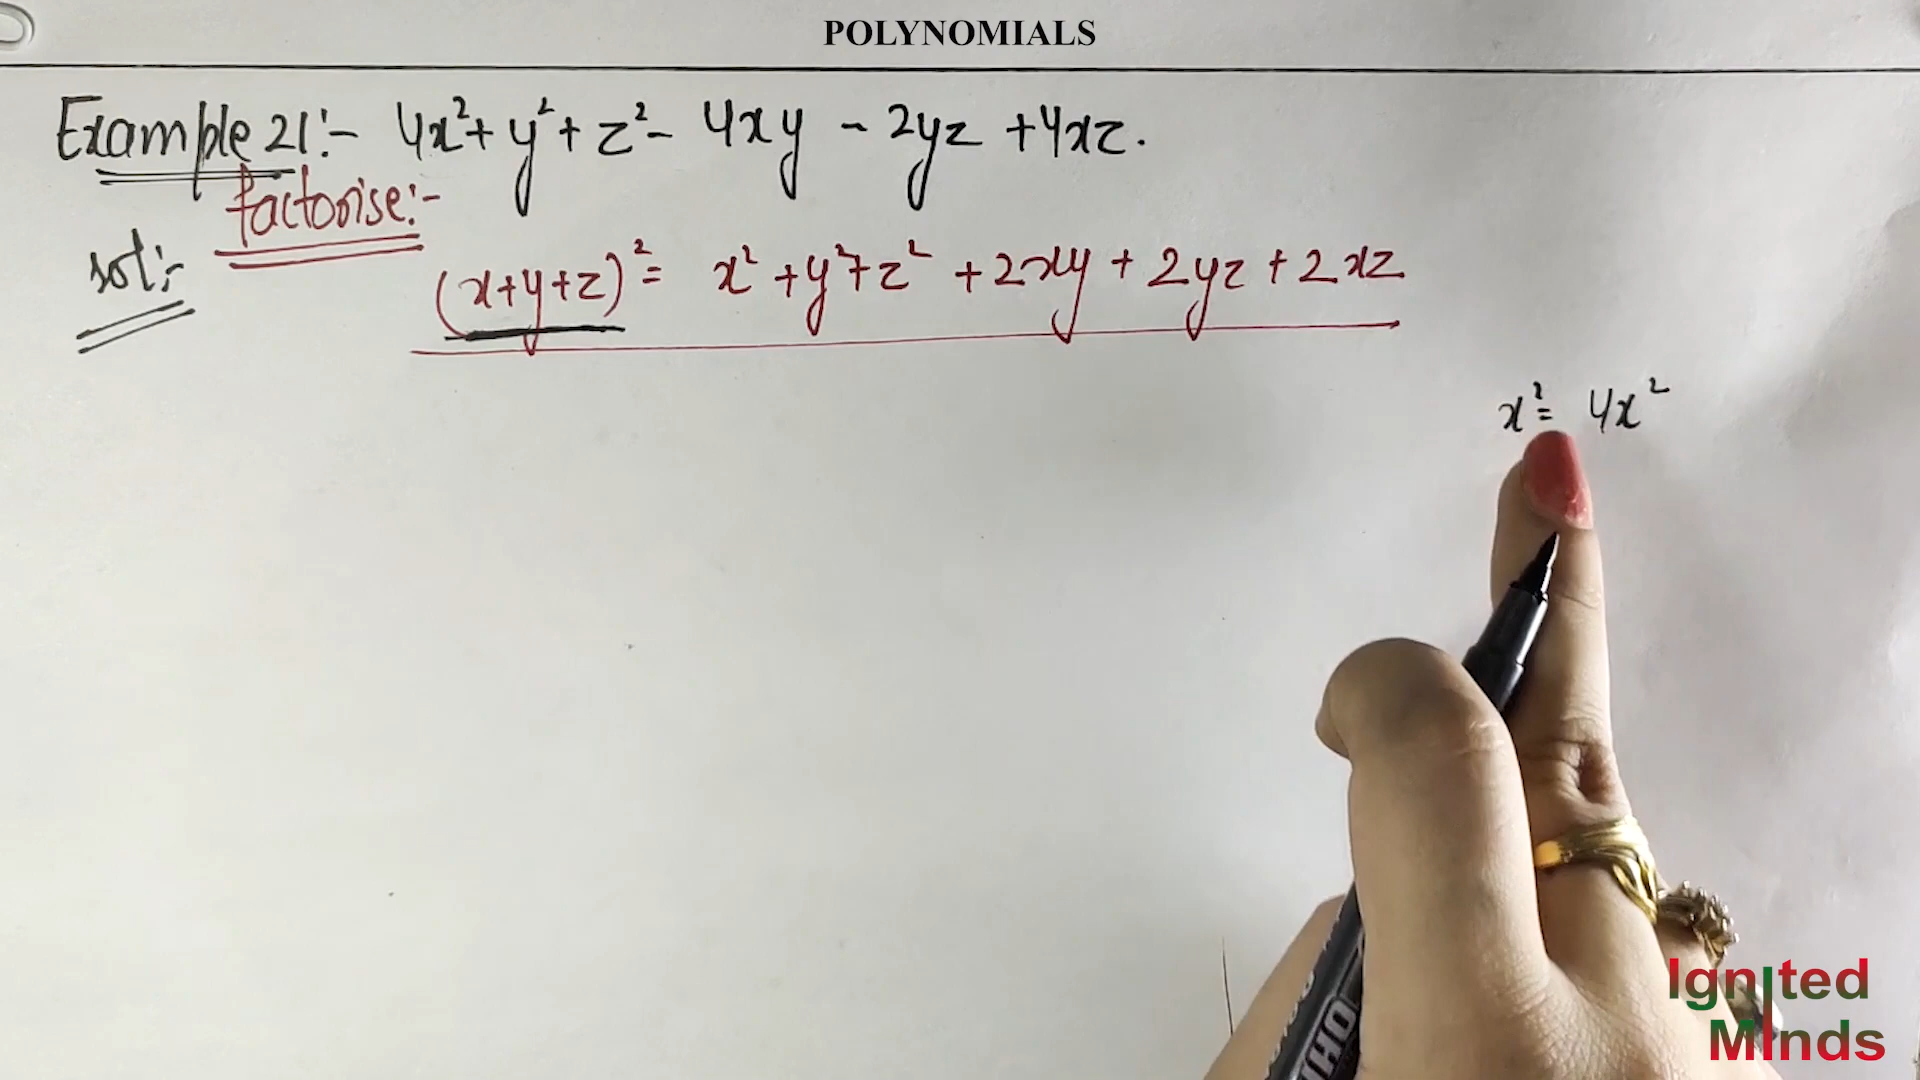 POLYNOMIALS
Example 21:- 4x²+ y²+ z²- 4xy - 2yz +4xz.
factorise:-
sol:-
(x+y+z)²= x²+y²+z²+2xy+2yz+2xz
x²= 4x²
OHO
Ignited
Minds